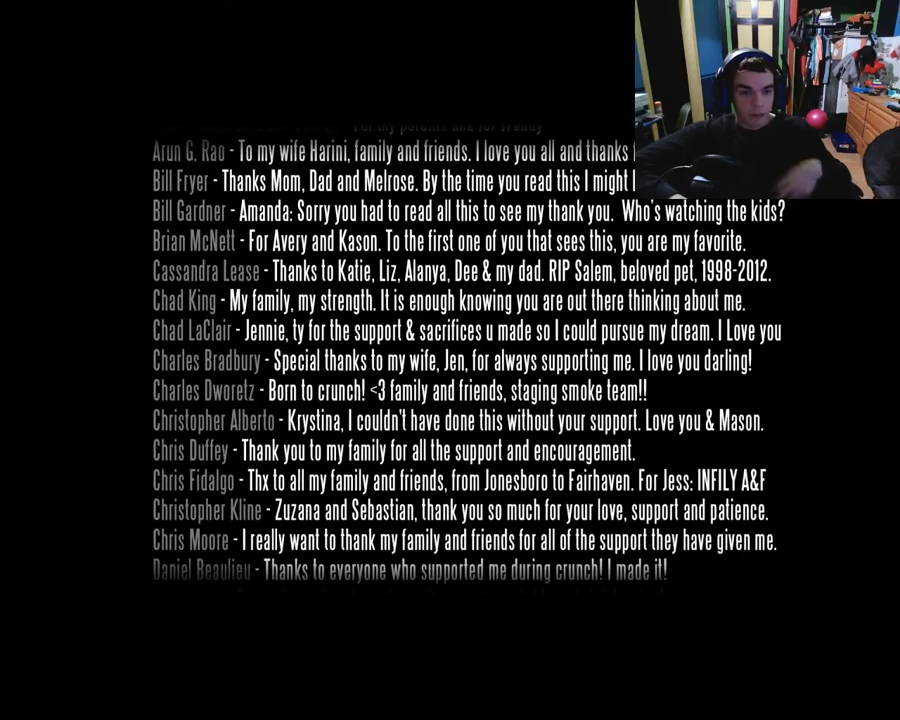 For my parents and for Wendy
Arun G. Rao - To my wife Harini, family and friends. I love you all and thanks
Bill Fryer - Thanks Mom, Dad and Melrose. By the time you read this I might
Bill Gardner - Amanda: Sorry you had to read all this to see my thank you. Who's watching the kids?
Brian McNett - For Avery and Kason. To the first one of you that sees this, you are my favorite.
Cassandra Lease - Thanks to Katie, Liz, Alanya, Dee & my dad. RIP Salem, beloved pet, 1998-2012.
Chad King - My family, my strength. It is enough knowing you are out there thinking about me.
Chad LaClair - Jennie, ty for the support & sacrifices u made so I could pursue my dream. I Love you
Charles Bradbury - Special thanks to my wife, Jen, for always supporting me. I love you darling!
Charles Dworetz - Born to crunch! <3 family and friends, staging smoke team!!
Christopher Alberto - Krystina, I couldn't have done this without your support. Love you & Mason.
Chris Duffey - Thank you to my family for all the support and encouragement.
Chris Fidalgo - Thx to all my family and friends, from Jonesboro to Fairhaven. For Jess: INFILY A&F
Christopher Kline - Zuzana and Sebastian, thank you so much for your love, support and patience.
Chris Moore - I really want to thank my family and friends for all of the support they have given me.
Daniel Beaulieu - Thanks to everyone who supported me during crunch! I made it!